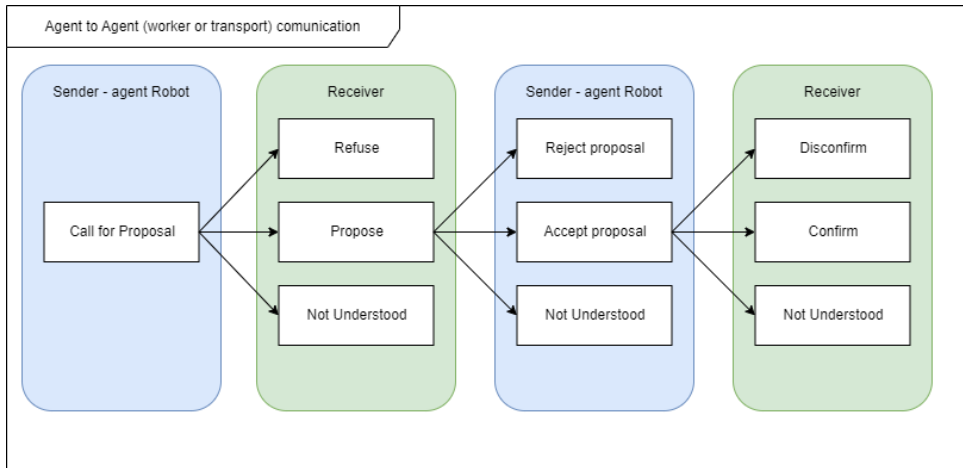 Agent to Agent (worker or transport) comunication
Sender - agent Robot
Call for Proposal
Receiver
Refuse
Propose
Not Understood
Sender - agent Robot
Reject proposal
Accept proposal
Not Understood
Receiver
Disconfirm
Confirm
Not Understood